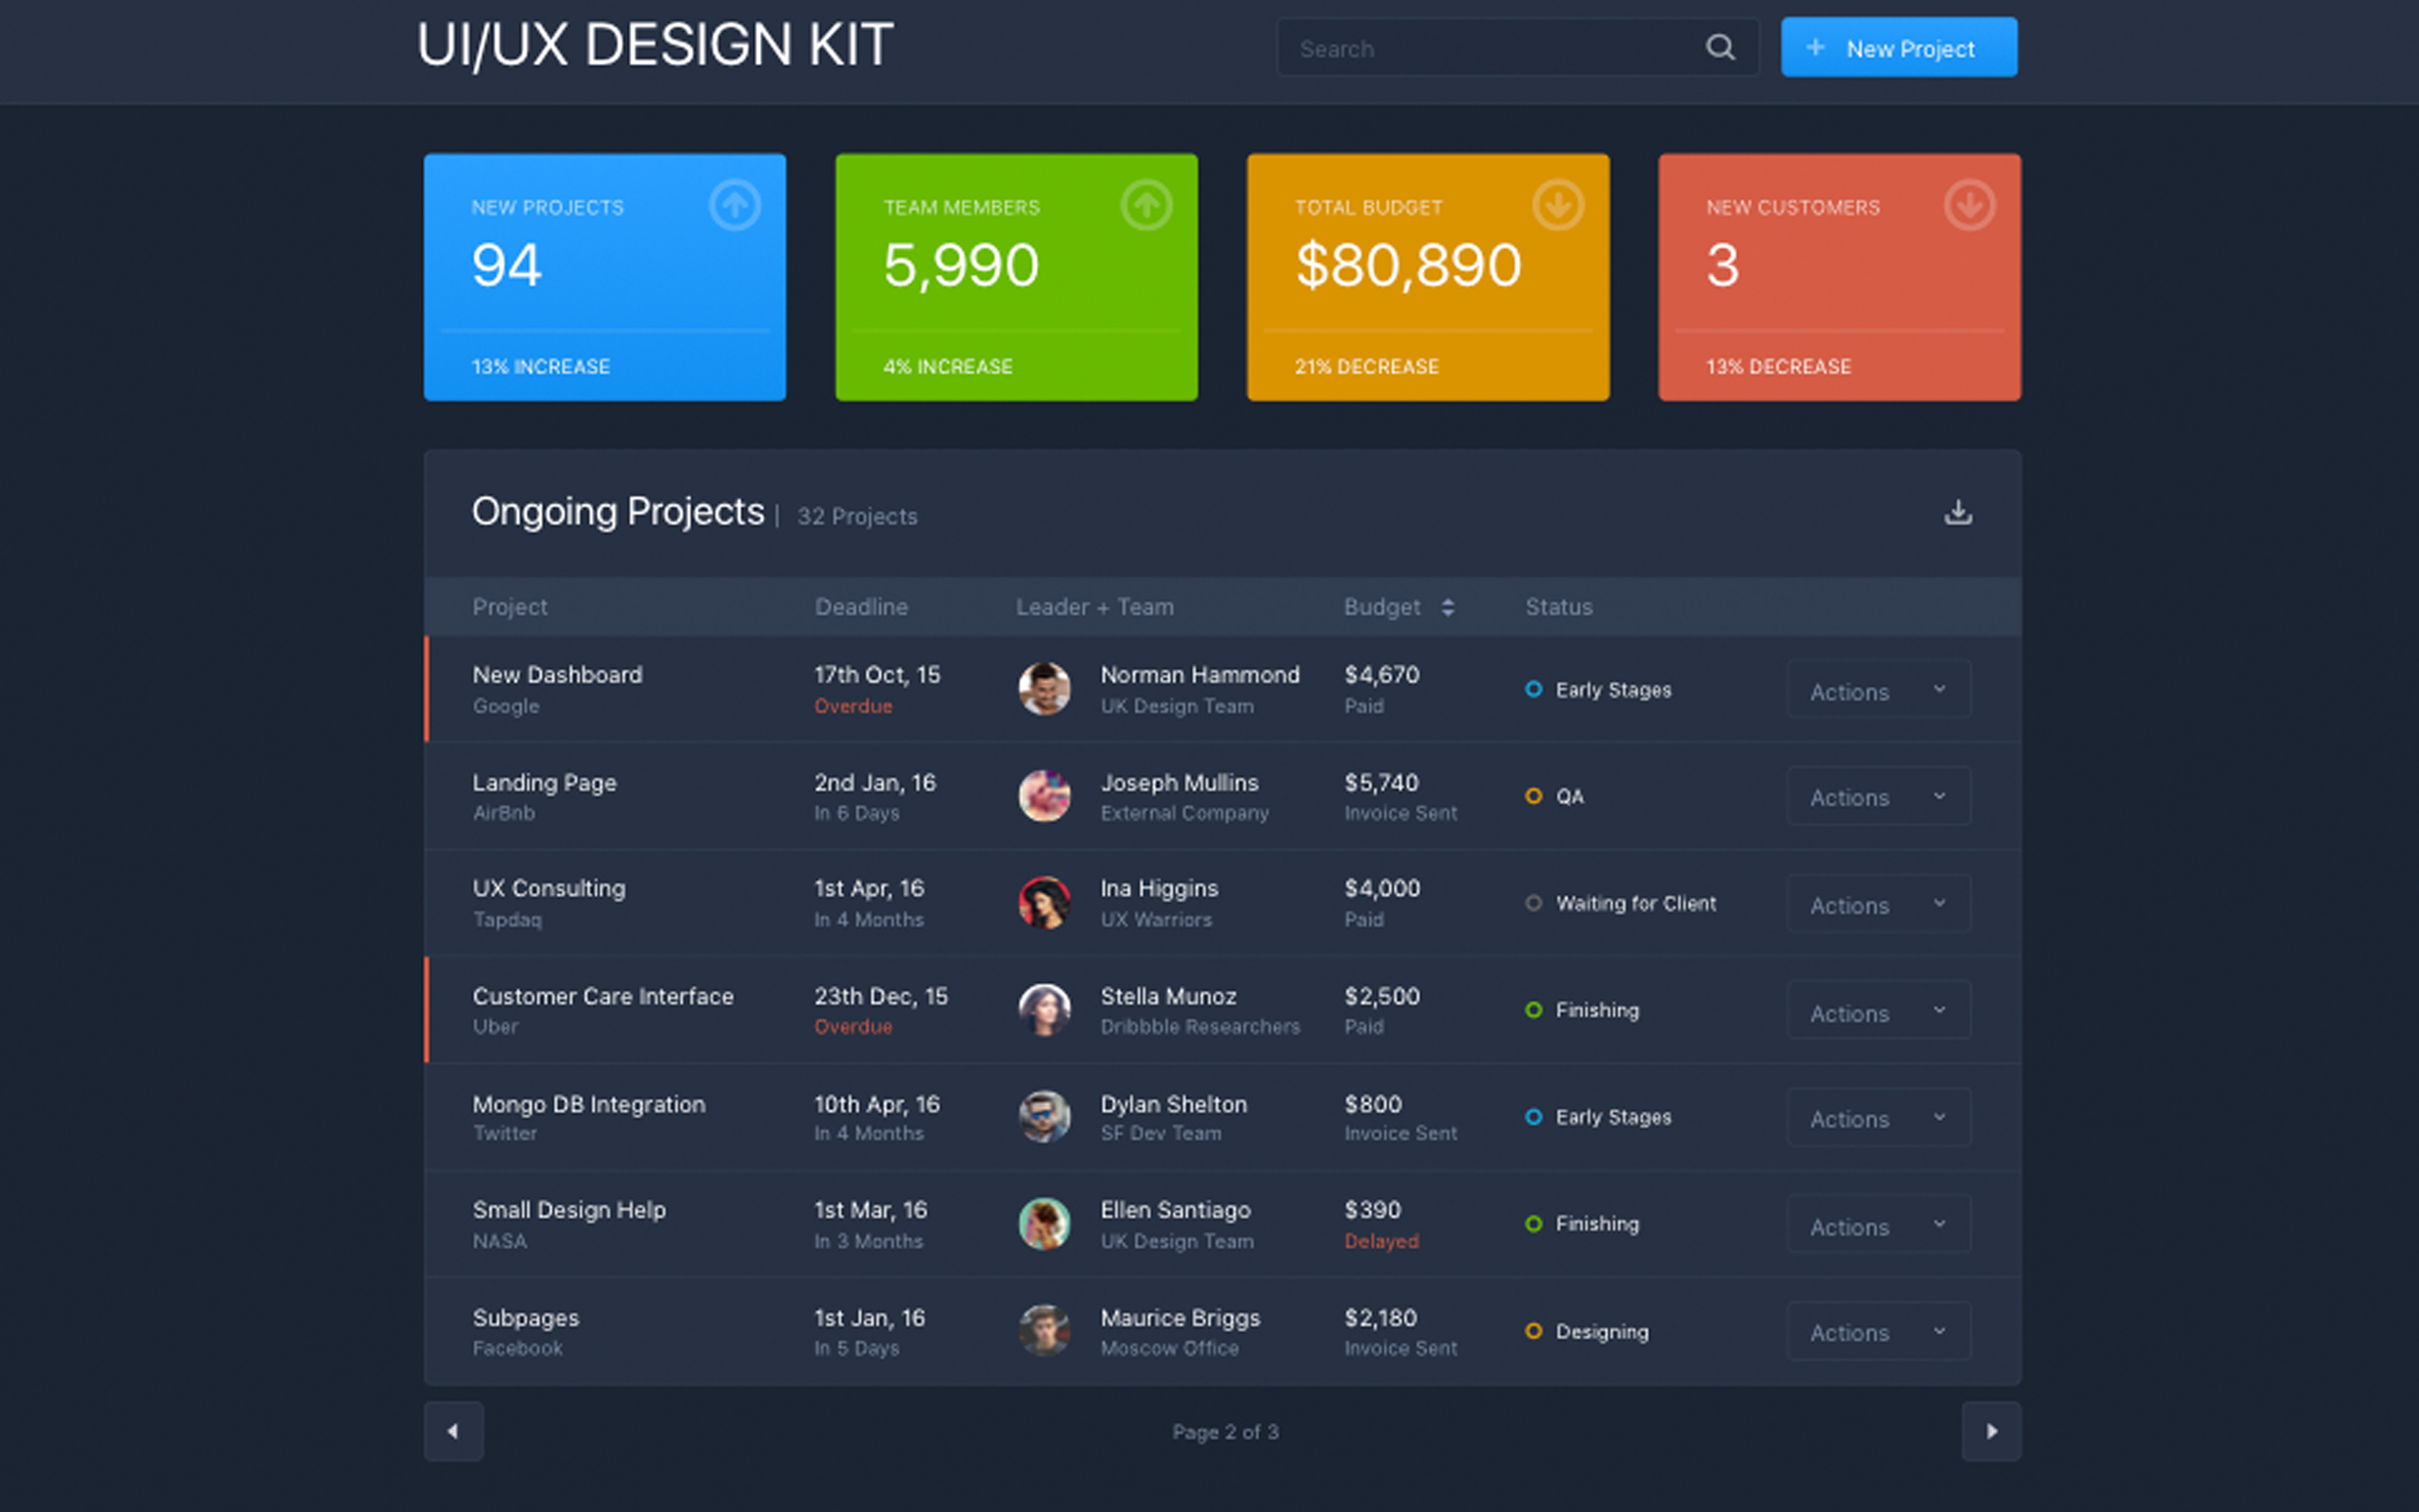 UI/UX DESIGN KIT
Search
+ New Project
NEW PROJECTS
94
13% INCREASE
TEAM MEMBERS
5,990
4% INCREASE
TOTAL BUDGET
$80,890
21% DECREASE
NEW CUSTOMERS
3
13% DECREASE
Ongoing Projects | 32 Projects
Project Deadline Leader + Team Budget Status
New Dashboard 17th Oct, 15 Norman Hammond $4,670 Early Stages Actions
Google Overdue UK Design Team Paid
Landing Page 2nd Jan, 16 Joseph Mullins $5,740 QA Actions
AirBnb In 6 Days External Company Invoice Sent
UX Consulting 1st Apr, 16 Ina Higgins $4,000 Waiting for Client Actions
Tapdaq In 4 Months UX Warriors Paid
Customer Care Interface 23th Dec, 15 Stella Munoz $2,500 Finishing Actions
Uber Overdue Dribbble Researchers Paid
Mongo DB Integration 10th Apr, 16 Dylan Shelton $800 Early Stages Actions
Twitter In 4 Months SF Dev Team Invoice Sent
Small Design Help 1st Mar, 16 Ellen Santiago $390 Finishing Actions
NASA In 3 Months UK Design Team Delayed
Subpages 1st Jan, 16 Maurice Briggs $2,180 Designing Actions
Facebook In 5 Days Moscow Office Invoice Sent
Page 2 of 3